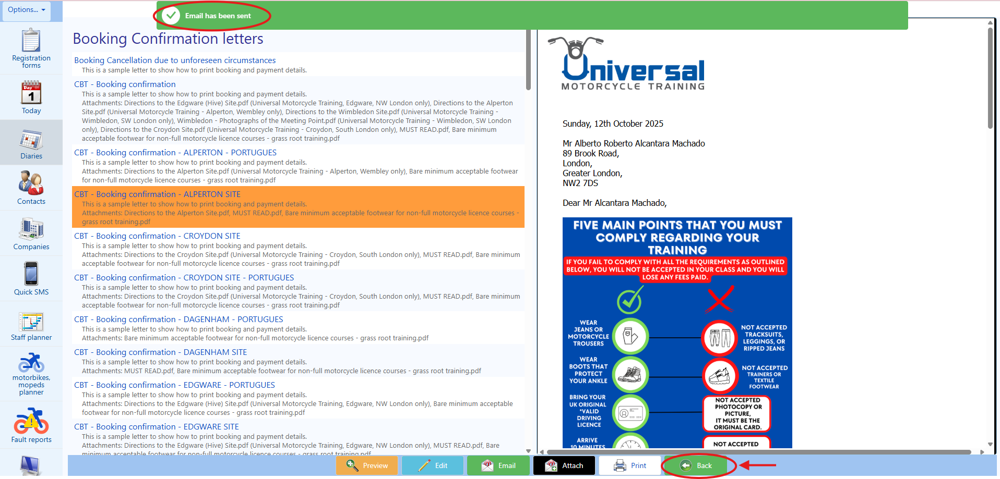 Options...
Registration
forms
Day
1
Today
Diaries
Contacts
Companies
Quick SMS
Staff planner
motorbikes,
mopeds
planner
Fault reports
Email has been sent
Booking Confirmation letters
Booking Cancellation due to unforeseen circumstances
This is a sample letter to show how to print booking and payment details.
CBT - Booking confirmation
This is a sample letter to show how to print booking and payment details.
Attachments: Directions to the Edgware (Hive) Site.pdf (Universal Motorcycle Training, Edgware, NW London only), Directions to the Alperton
Site.pdf (Universal Motorcycle Training - Alperton, Wembley only), Directions to the Wimbledon Site.pdf (Universal Motorcycle Training -
Wimbledon, SW London only), Wimbledon - Photographs of the Meeting Point.pdf (Universal Motorcycle Training - Wimbledon, SW London
only), Directions to the Croydon Site.pdf (Universal Motorcycle Training - Croydon, South London only), MUST READ.pdf, Bare minimum
acceptable footwear for non-full motorcycle licence courses - grass root training.pdf
CBT - Booking confirmation - ALPERTON - PORTUGUES
This is a sample letter to show how to print booking and payment details.
Attachments: Directions to the Alperton Site.pdf (Universal Motorcycle Training - Alperton, Wembley only), Bare minimum acceptable footwear
for non-full motorcycle licence courses - grass root training.pdf
CBT - Booking confirmation - ALPERTON SITE
This is a sample letter to show how to print booking and payment details.
Attachments: Directions to the Alperton Site.pdf, MUST READ.pdf, Bare minimum acceptable footwear for non-full motorcycle licence courses -
grass root training.pdf
CBT - Booking confirmation - CROYDON SITE
This is a sample letter to show how to print booking and payment details.
Attachments: Directions to the Croydon Site.pdf (Universal Motorcycle Training - Croydon, South London only), MUST READ.pdf, Bare minimum
acceptable footwear for non-full motorcycle licence courses - grass root training.pdf
CBT - Booking confirmation - CROYDON SITE - PORTUGUES
This is a sample letter to show how to print booking and payment details.
Attachments: Directions to the Croydon Site.pdf (Universal Motorcycle Training - Croydon, South London only), MUST READ.pdf, Bare minimum
acceptable footwear for non-full motorcycle licence courses - grass root training.pdf
CBT - Booking confirmation - DAGENHAM - PORTUGUES
This is a sample letter to show how to print booking and payment details.
Attachments: Bare minimum acceptable footwear for non-full motorcycle licence courses - grass root training.pdf
CBT - Booking confirmation - DAGENHAM SITE
This is a sample letter to show how to print booking and payment details.
Attachments: MUST READ.pdf, Bare minimum acceptable footwear for non-full motorcycle licence courses - grass root training.pdf
CBT - Booking confirmation - EDGWARE - PORTUGUES
This is a sample letter to show how to print booking and payment details.
Attachments: Directions to the Edgware (Hive) Site.pdf (Universal Motorcycle Training, Edgware, NW London only), Bare minimum acceptable
footwear for non-full motorcycle licence courses - grass root training.pdf
CBT - Booking confirmation - EDGWARE SITE
This is a sample letter to show how to print booking and payment details.
Attachments: Directions to the Edgware (Hive) Site.pdf (Universal Motorcycle Training, Edgware, NW London only), MUST READ.pdf, Bare
minimum acceptable footwear for non-full motorcycle licence courses - grass root training.pdf
Universal
MOTORCYCLE TRAINING
Sunday, 12th October 2025
Mr Alberto Roberto Alcantara Machado
89 Brook Road,
London,
Greater London,
NW2 7DS
Dear Mr Alcantara Machado,
FIVE MAIN POINTS THAT YOU MUST
COMPLY REGARDING YOUR
TRAINING
IF YOU FAIL TO COMPLY WITH ALL THE REQUIREMENTS AS OUTLINED
BELOW, YOU WILL NOT BE ACCEPTED IN YOUR CLASS AND YOU WILL
LOSE ANY FEES PAID.
WEAR
JEANS OR
MOTORCYCLE
TROUSERS
NOT ACCEPTED
TRACKSUITS,
LEGGINGS, OR
RIPPED JEANS
WEAR
BOOTS THAT
PROTECT
YOUR ANKLE
NOT ACCEPTED
TRAINERS OR
TEXTILE
FOOTWEAR
BRING YOUR
UK ORIGINAL
*VALID
DRIVING
LICENCE
NOT ACCEPTED
PHOTOCOPY OR
PICTURE,
IT MUST BE THE
ORIGINAL CARD.
ARRIVE
10 MINUTES
NOT ACCEPTED
Preview
Edit
Email
Attach
Print
Back